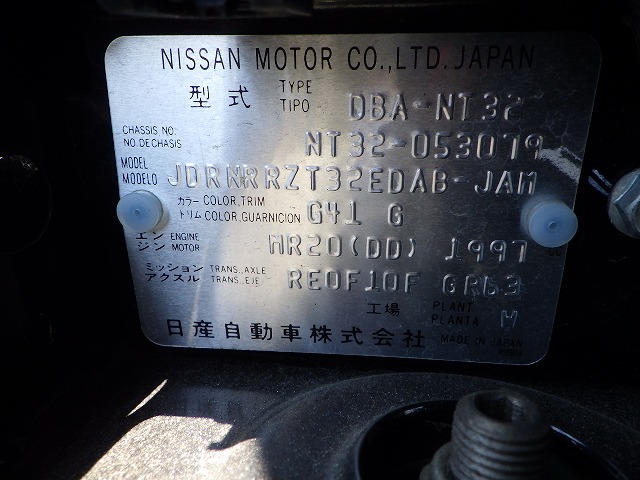 NISSAN MOTOR CO.,LTD.JAPAN
型式 TYPE TIPO DBA-NT32
CHASSIS NO. NO.DE CHASIS NT32-053079
MODEL MODELO JDRNRRZT32EDAB-JAM
カラー COLOR,TRIM トリム COLOR,GUARNICION G41 G
エンジン ENGINE MOTOR MR20(DD) 1997 CC
ミッション TRANS.,AXLE アクスル TRANS.,EJE RE0F10F GR63
工場 PLANT PLANTA M
日産自動車株式会社 MADE IN JAPAN